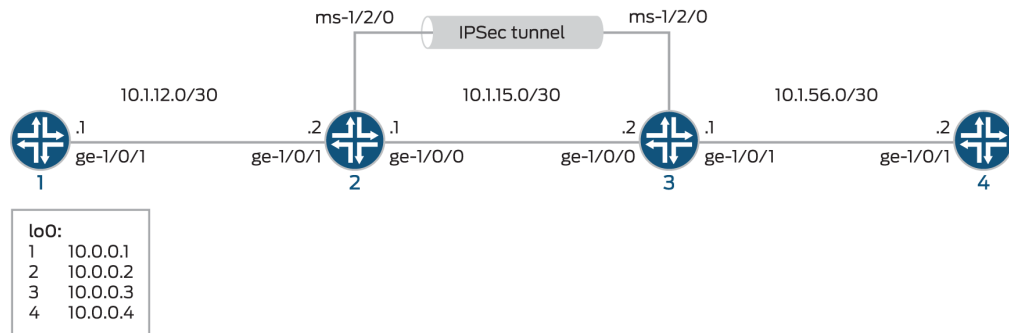 ms-1/2/0 ms-1/2/0
IPSec tunnel
10.1.12.0/30 10.1.15.0/30 10.1.56.0/30
.1 .2 .1 .2 .1 .2
ge-1/0/1 ge-1/0/1 ge-1/0/0 ge-1/0/0 ge-1/0/1 ge-1/0/1
1 2 3 4
lo0:
1 10.0.0.1
2 10.0.0.2
3 10.0.0.3
4 10.0.0.4